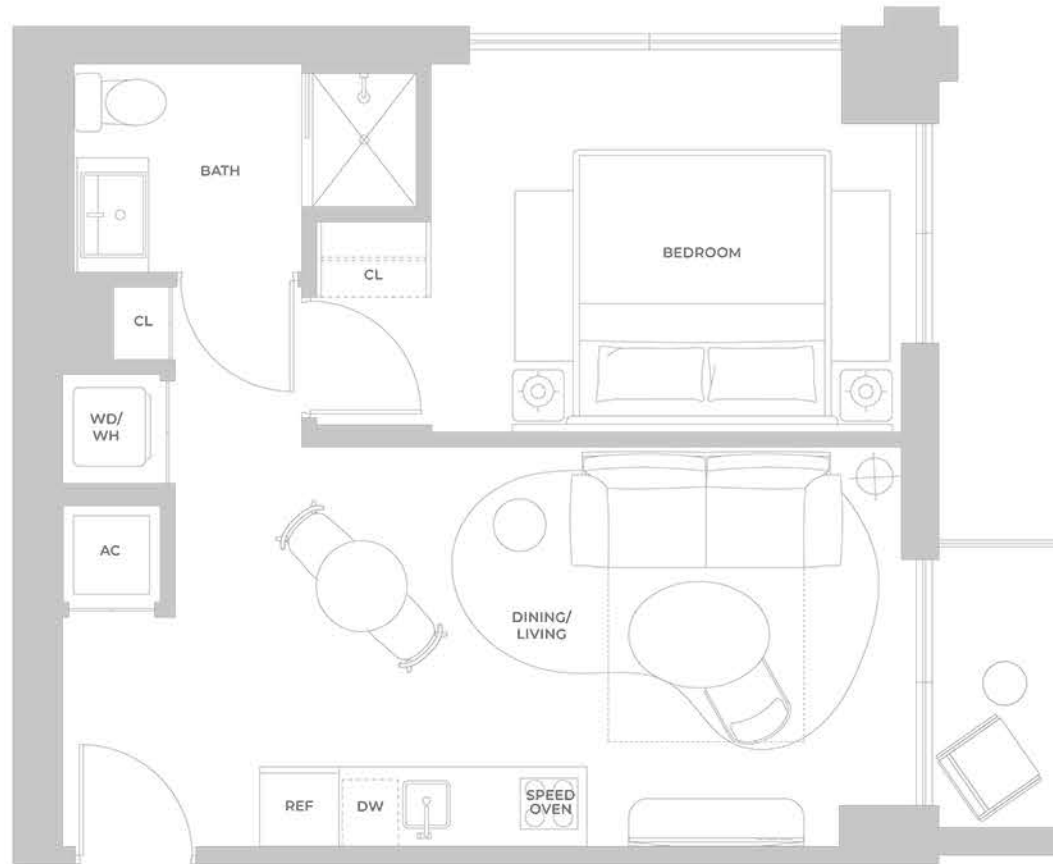 BATH
BEDROOM
CL
CL
WD/
WH
AC
DINING/
LIVING
REF
DW
SPEED
OVEN